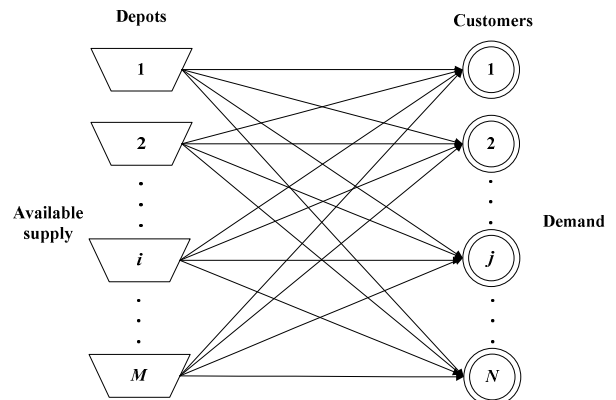 Depots
Customers
1
1
2
2
Available
supply
Demand
i
j
M
N